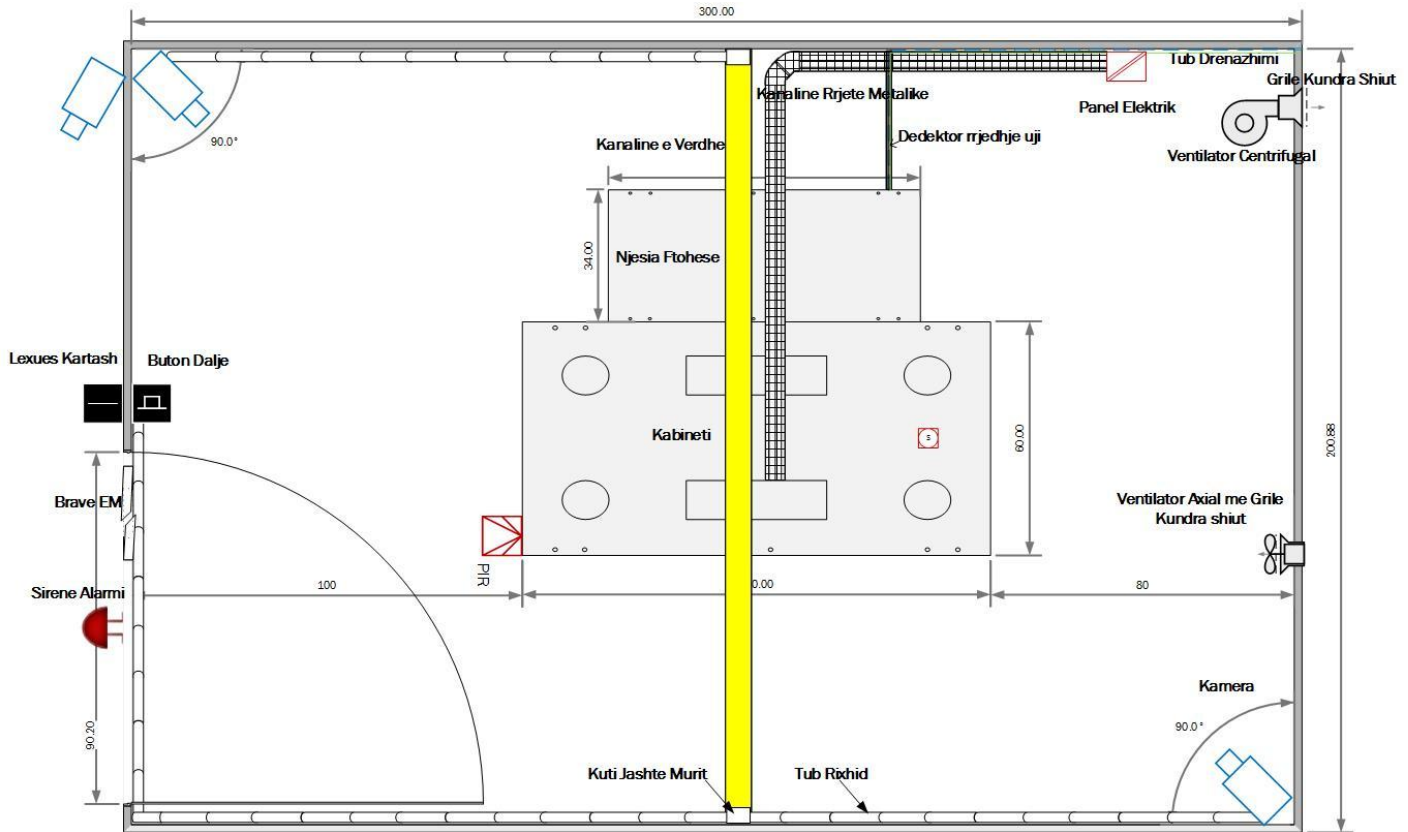 300.00
Tub Drenazhimi
Grile Kundra Shiut
Kanaline Rrjete Metalike
Panel Elektrik
90.0°
Kanaline e Verdhe
Dedektor rrjedhje uji
Ventilator Centrifugal
34.00
Njesia Ftohese
Lexues Kartash
Buton Dalje
Kabineti
S
60.00
200.88
Brave EM
Ventilator Axial me Grile
Kundra shiut
PIR
100
0.00
80
Sirene Alarmi
Kamera
90.0°
90.20
Kuti Jashte Murit
Tub Rixhid